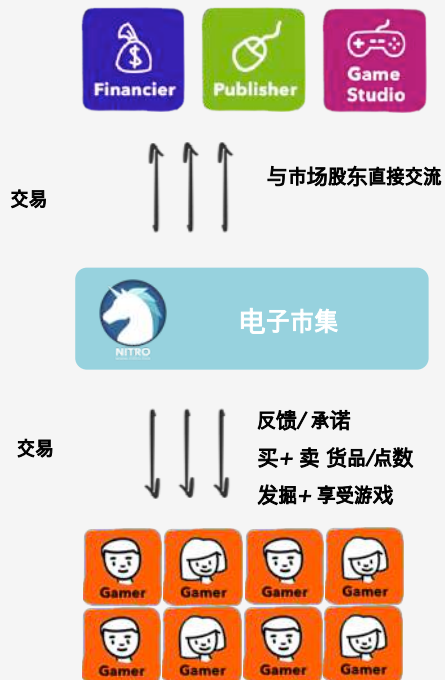 Financier
Publisher
Game
Studio
与市场股东直接交流
交易
电子市集
NITRO
反馈/承诺
交易
买+ 卖 货品/点数
发掘+ 享受游戏
Gamer
Gamer
Gamer
Gamer
Gamer
Gamer
Gamer
Gamer